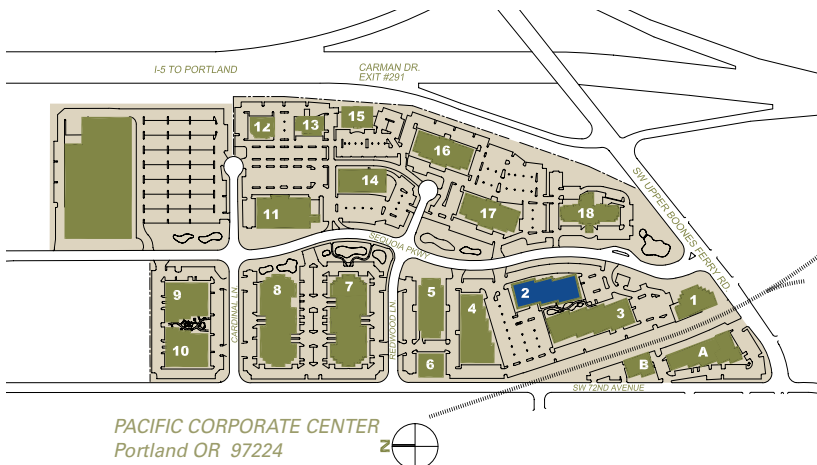 I-5 TO PORTLAND
CARMAN DR.
EXIT #291
12
13
15
16
14
11
17
18
SW UPPER BOONES FERRY RD
SEQUOIA PKWY
9
10
CARDINAL LN.
8
7
REDWOOD LN.
5
6
4
2
3
1
A
B
SW 72ND AVENUE
PACIFIC CORPORATE CENTER
Portland OR 97224
N